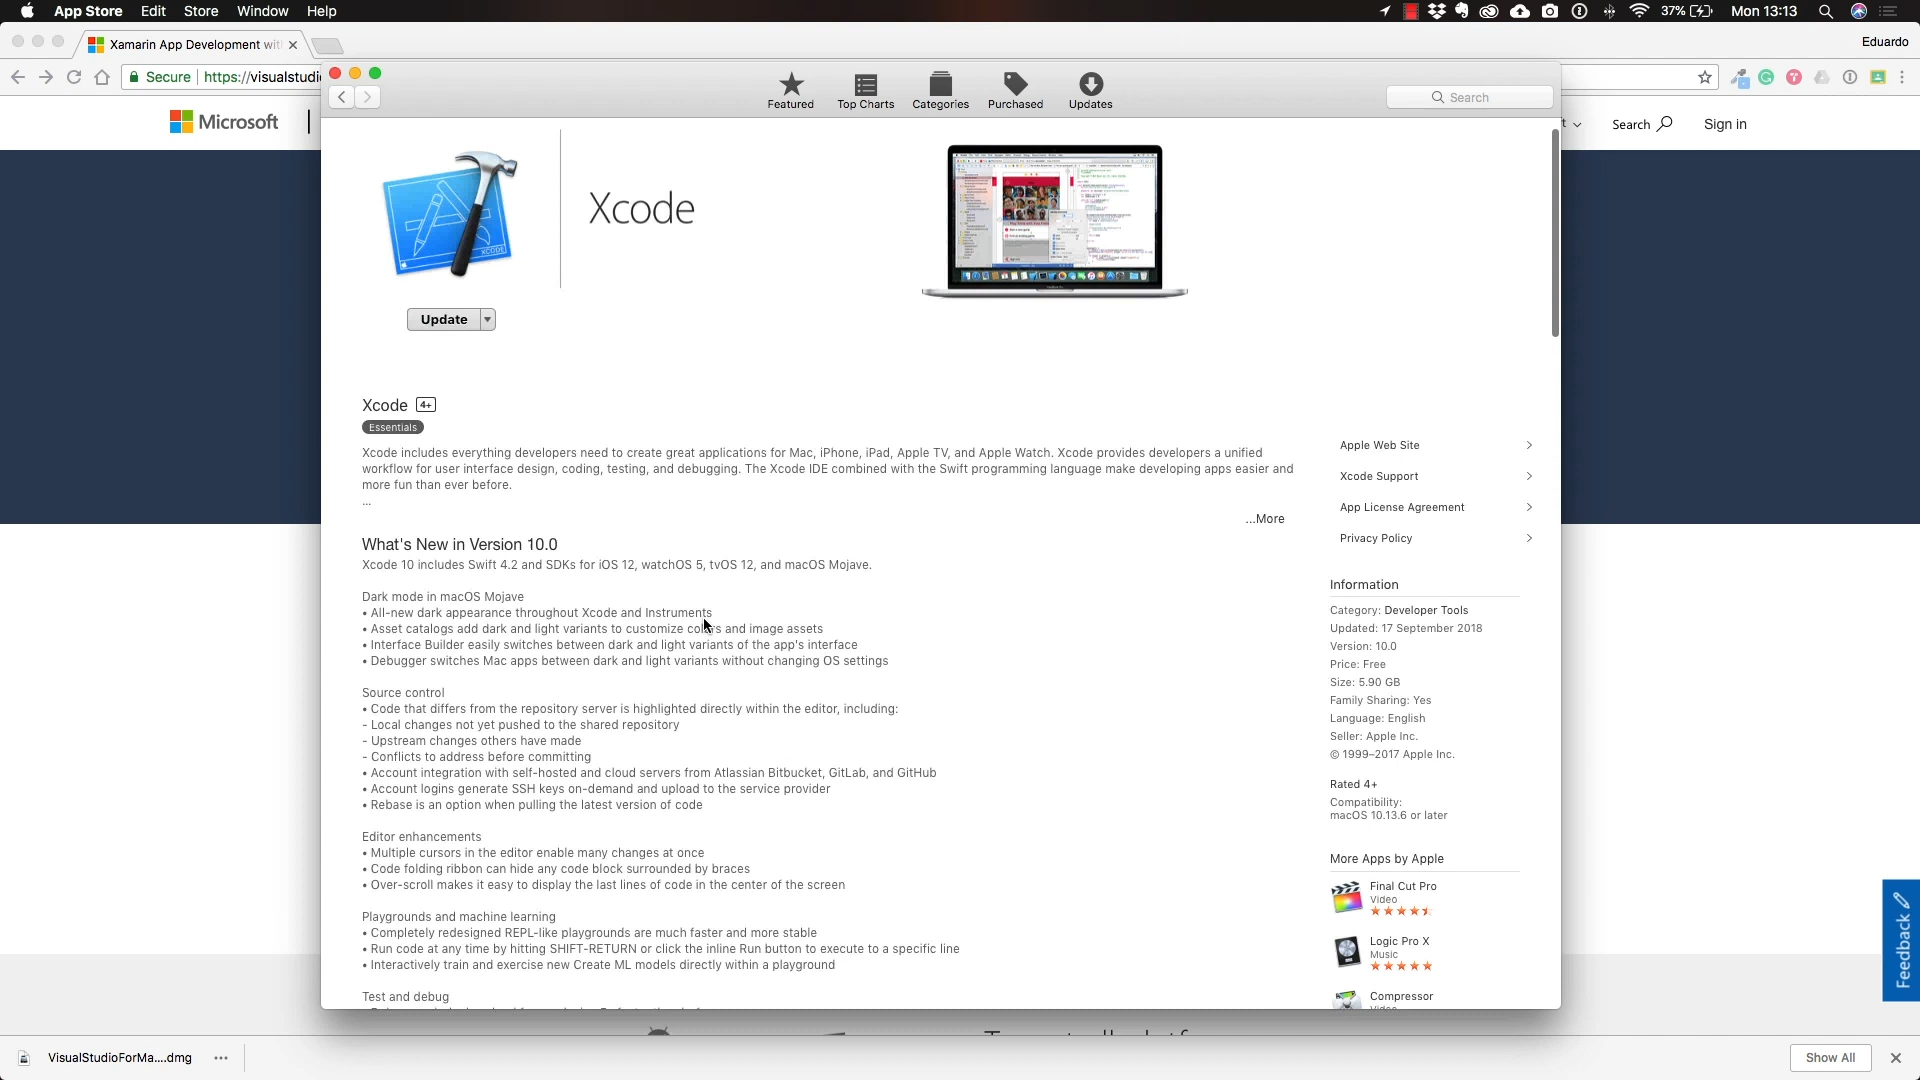 App Store Edit Store Window Help
37% Mon 13:13
Xamarin App Development wit
Eduardo
Secure https://visualstudi
Featured
Top Charts
Categories
Purchased
Updates
Search
Microsoft
Search
Sign in
Xcode
XCODE
Update
Xcode 4+
Essentials
Xcode includes everything developers need to create great applications for Mac, iPhone, iPad, Apple TV, and Apple Watch. Xcode provides developers a unified
workflow for user interface design, coding, testing, and debugging. The Xcode IDE combined with the Swift programming language make developing apps easier and
more fun than ever before.
...
...More
What's New in Version 10.0
Xcode 10 includes Swift 4.2 and SDKs for iOS 12, watchOS 5, tvOS 12, and macOS Mojave.
Dark mode in macOS Mojave
• All-new dark appearance throughout Xcode and Instruments
• Asset catalogs add dark and light variants to customize colors and image assets
• Interface Builder easily switches between dark and light variants of the app's interface
• Debugger switches Mac apps between dark and light variants without changing OS settings
Source control
• Code that differs from the repository server is highlighted directly within the editor, including:
- Local changes not yet pushed to the shared repository
- Upstream changes others have made
- Conflicts to address before committing
• Account integration with self-hosted and cloud servers from Atlassian Bitbucket, GitLab, and GitHub
• Account logins generate SSH keys on-demand and upload to the service provider
• Rebase is an option when pulling the latest version of code
Editor enhancements
• Multiple cursors in the editor enable many changes at once
• Code folding ribbon can hide any code block surrounded by braces
• Over-scroll makes it easy to display the last lines of code in the center of the screen
Playgrounds and machine learning
• Completely redesigned REPL-like playgrounds are much faster and more stable
• Run code at any time by hitting SHIFT-RETURN or click the inline Run button to execute to a specific line
• Interactively train and exercise new Create ML models directly within a playground
Test and debug
Apple Web Site
Xcode Support
App License Agreement
Privacy Policy
Information
Category: Developer Tools
Updated: 17 September 2018
Version: 10.0
Price: Free
Size: 5.90 GB
Family Sharing: Yes
Language: English
Seller: Apple Inc.
© 1999–2017 Apple Inc.
Rated 4+
Compatibility:
macOS 10.13.6 or later
More Apps by Apple
Final Cut Pro
Video
Logic Pro X
Music
Compressor
Video
Feedback
VisualStudioForMa....dmg
Show All